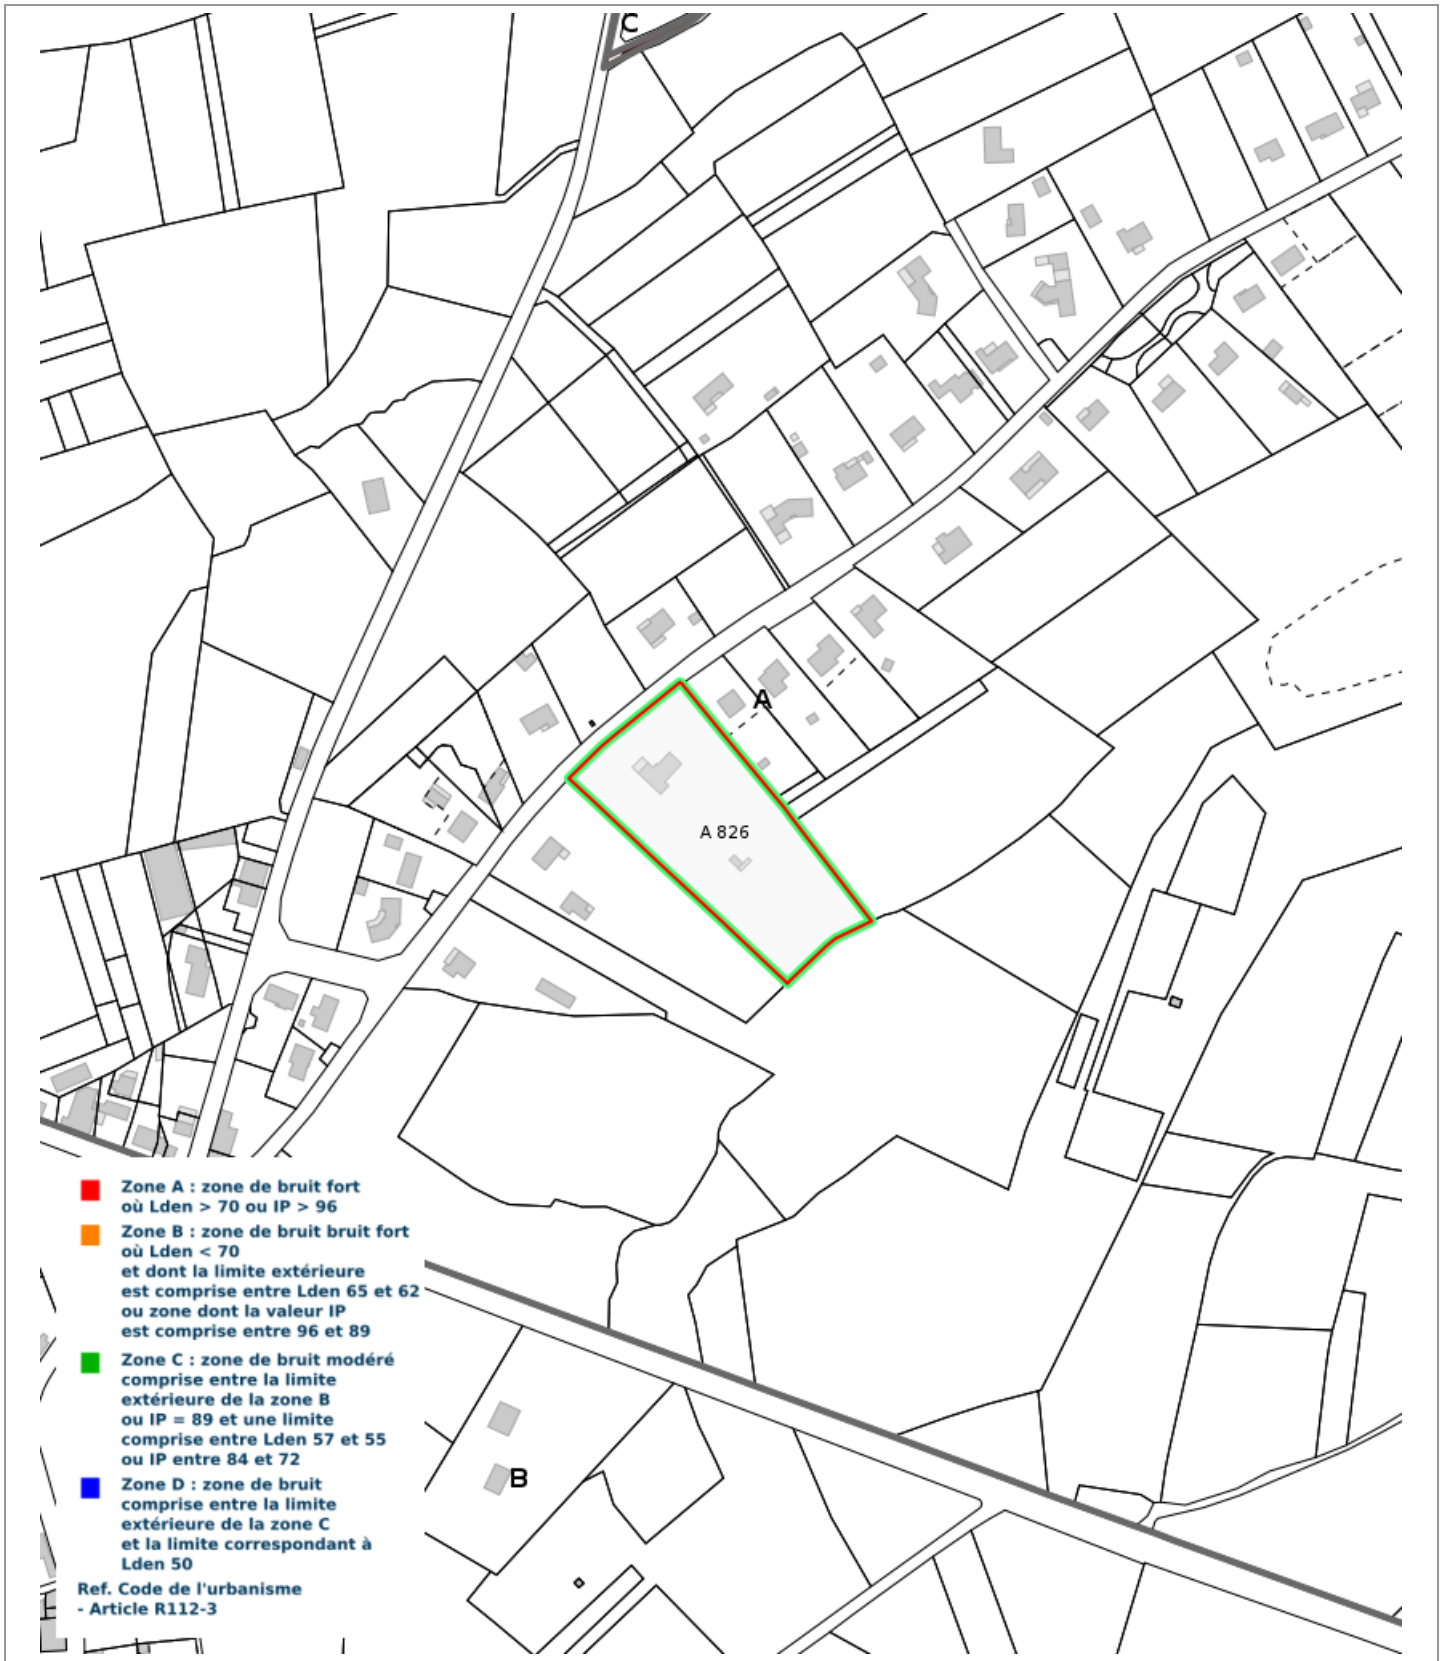 C
A
A 826
B
Zone A : zone de bruit fort
où Lden > 70 ou IP > 96
Zone B : zone de bruit bruit fort
où Lden < 70
et dont la limite extérieure
est comprise entre Lden 65 et 62
ou zone dont la valeur IP
est comprise entre 96 et 89
Zone C : zone de bruit modéré
comprise entre la limite
extérieure de la zone B
ou IP = 89 et une limite
comprise entre Lden 57 et 55
ou IP entre 84 et 72
Zone D : zone de bruit
comprise entre la limite
extérieure de la zone C
et la limite correspondant à
Lden 50
Ref. Code de l'urbanisme
- Article R112-3